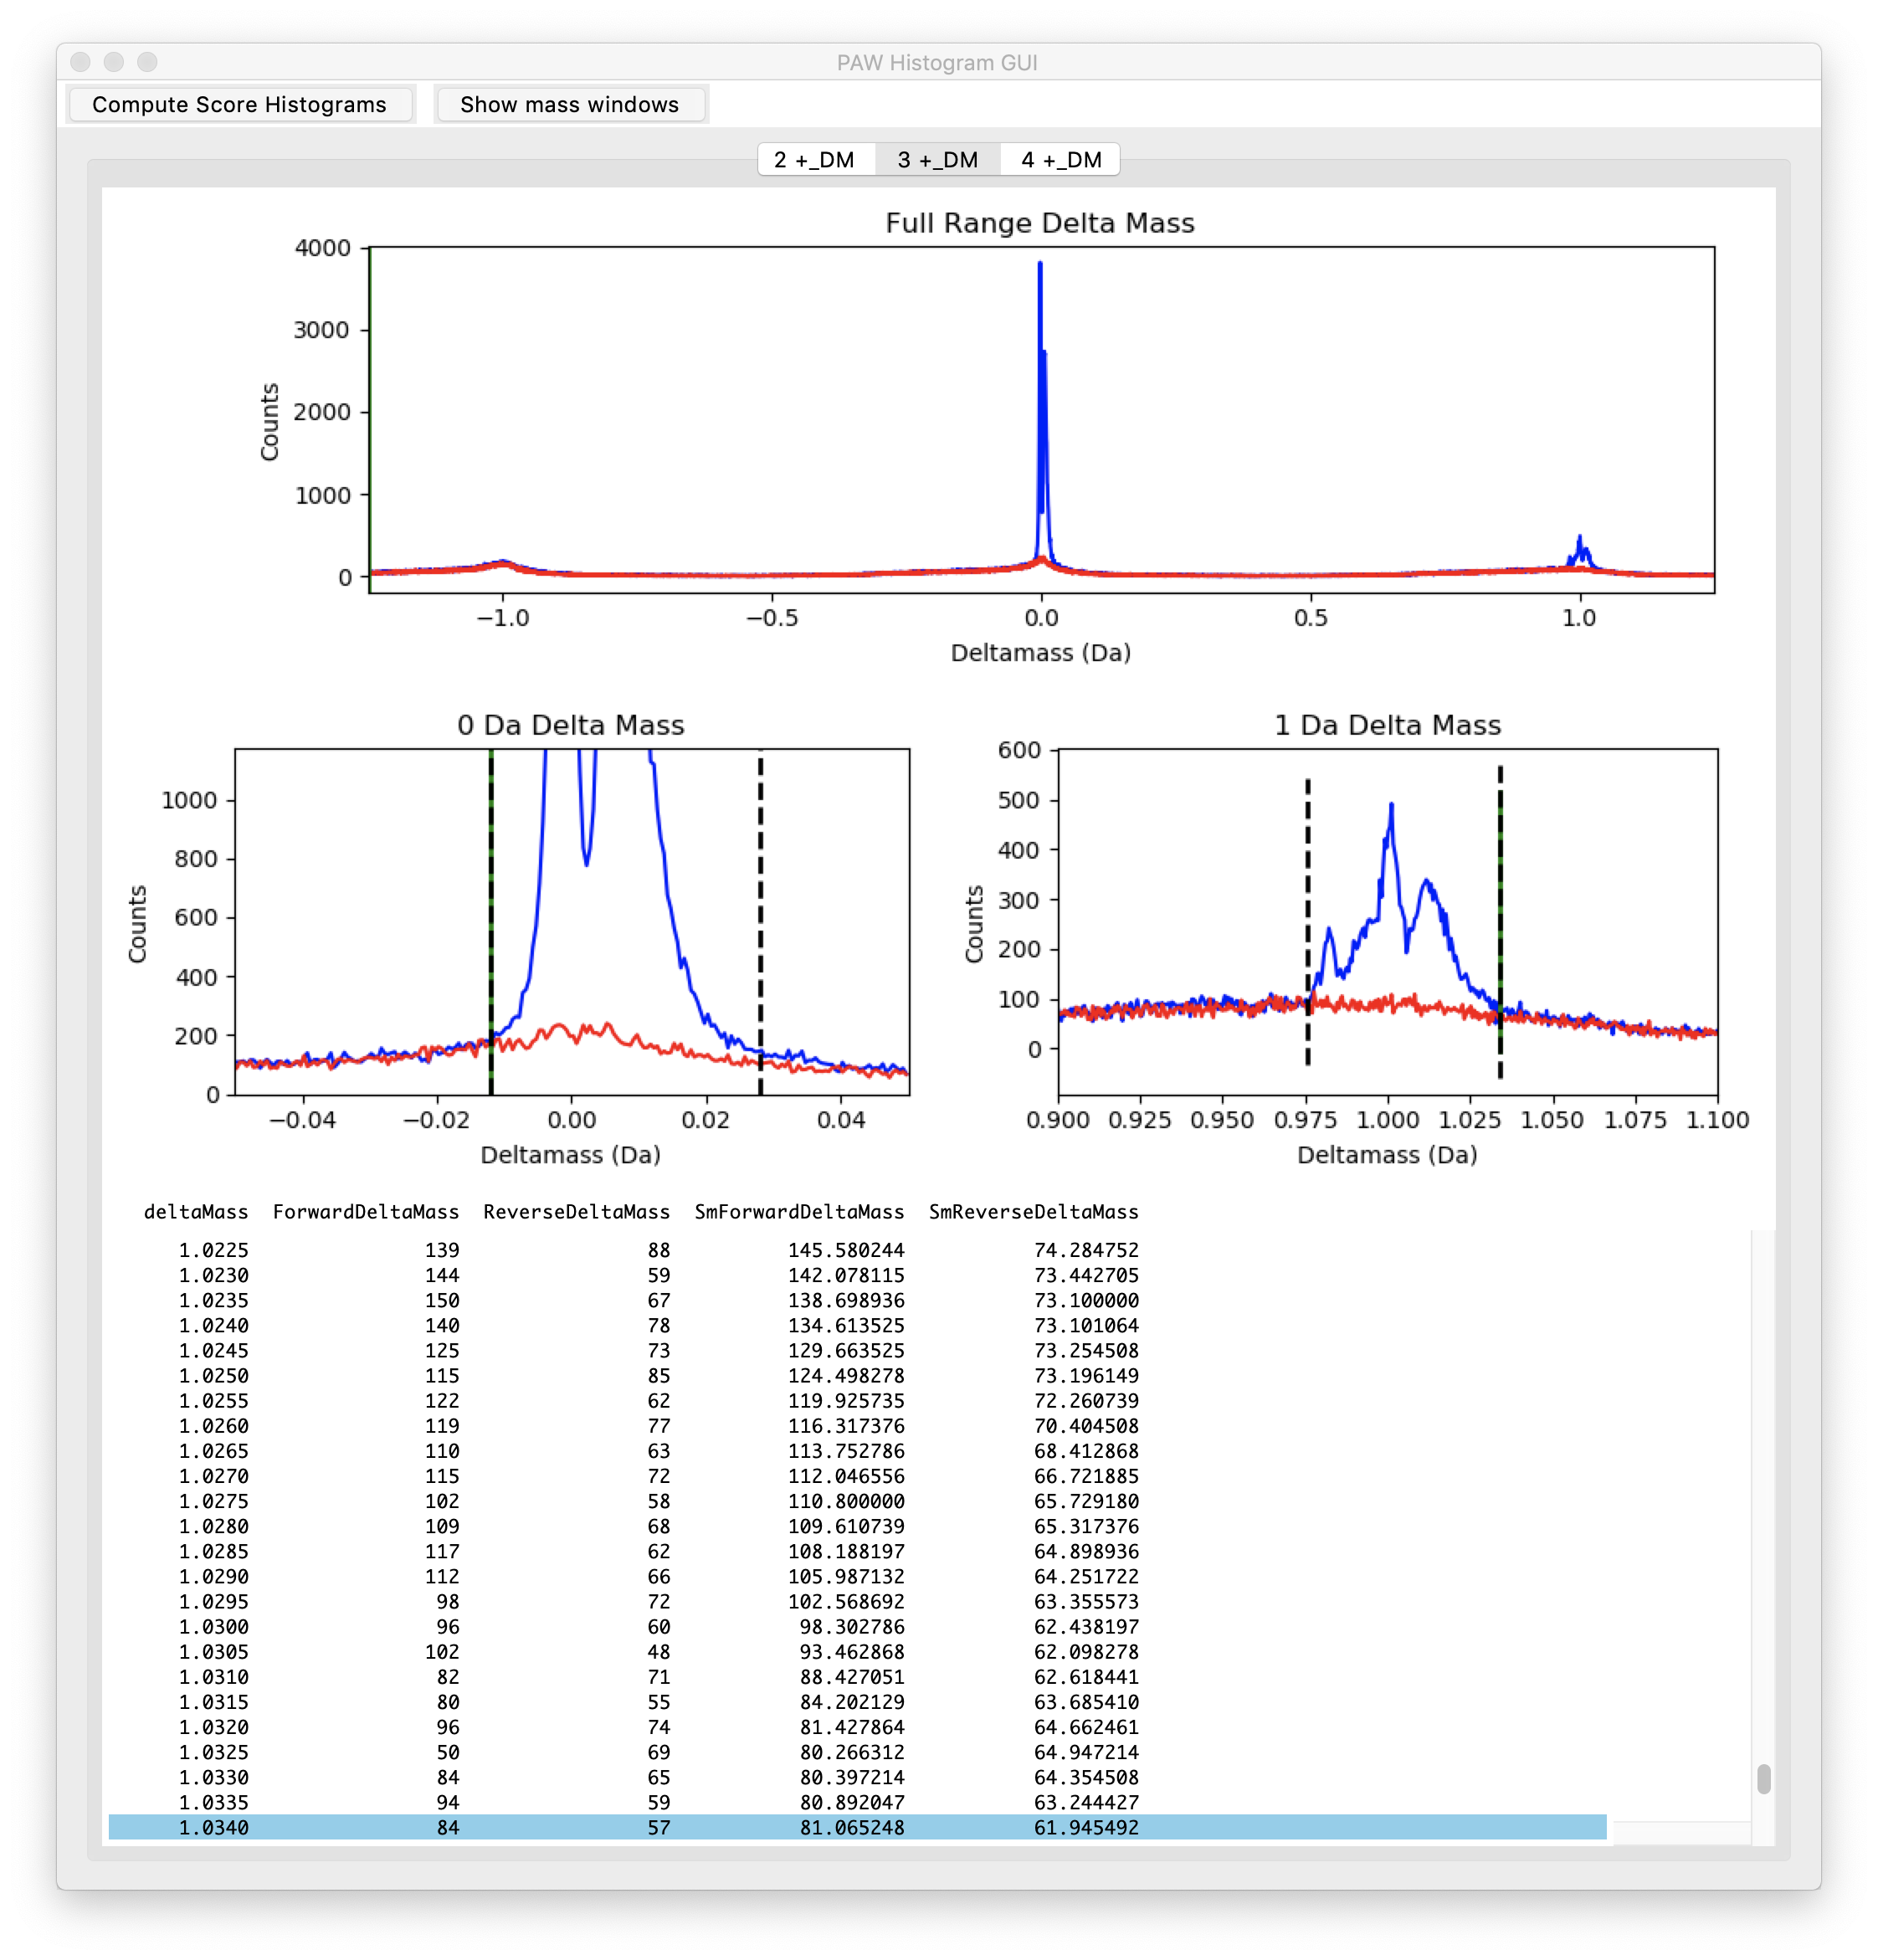 PAW Histogram GUI
Compute Score Histograms Show mass windows
2 +_DM 3 +_DM 4 +_DM
Full Range Delta Mass
4000
3000
2000
1000
0
Counts
−1.0 −0.5 0.0 0.5 1.0
Deltamass (Da)
0 Da Delta Mass
1000
800
600
400
200
0
Counts
−0.04 −0.02 0.00 0.02 0.04
Deltamass (Da)
1 Da Delta Mass
600
500
400
300
200
100
0
Counts
0.900 0.925 0.950 0.975 1.000 1.025 1.050 1.075 1.100
Deltamass (Da)
deltaMass ForwardDeltaMass ReverseDeltaMass SmForwardDeltaMass SmReverseDeltaMass
1.0225 139 88 145.580244 74.284752
1.0230 144 59 142.078115 73.442705
1.0235 150 67 138.698936 73.100000
1.0240 140 78 134.613525 73.101064
1.0245 125 73 129.663525 73.254508
1.0250 115 85 124.498278 73.196149
1.0255 122 62 119.925735 72.260739
1.0260 119 77 116.317376 70.404508
1.0265 110 63 113.752786 68.412868
1.0270 115 72 112.046556 66.721885
1.0275 102 58 110.800000 65.729180
1.0280 109 68 109.610739 65.317376
1.0285 117 62 108.188197 64.898936
1.0290 112 66 105.987132 64.251722
1.0295 98 72 102.568692 63.355573
1.0300 96 60 98.302786 62.438197
1.0305 102 48 93.462868 62.098278
1.0310 82 71 88.427051 62.618441
1.0315 80 55 84.202129 63.685410
1.0320 96 74 81.427864 64.662461
1.0325 50 69 80.266312 64.947214
1.0330 84 65 80.397214 64.354508
1.0335 94 59 80.892047 63.244427
1.0340 84 57 81.065248 61.945492